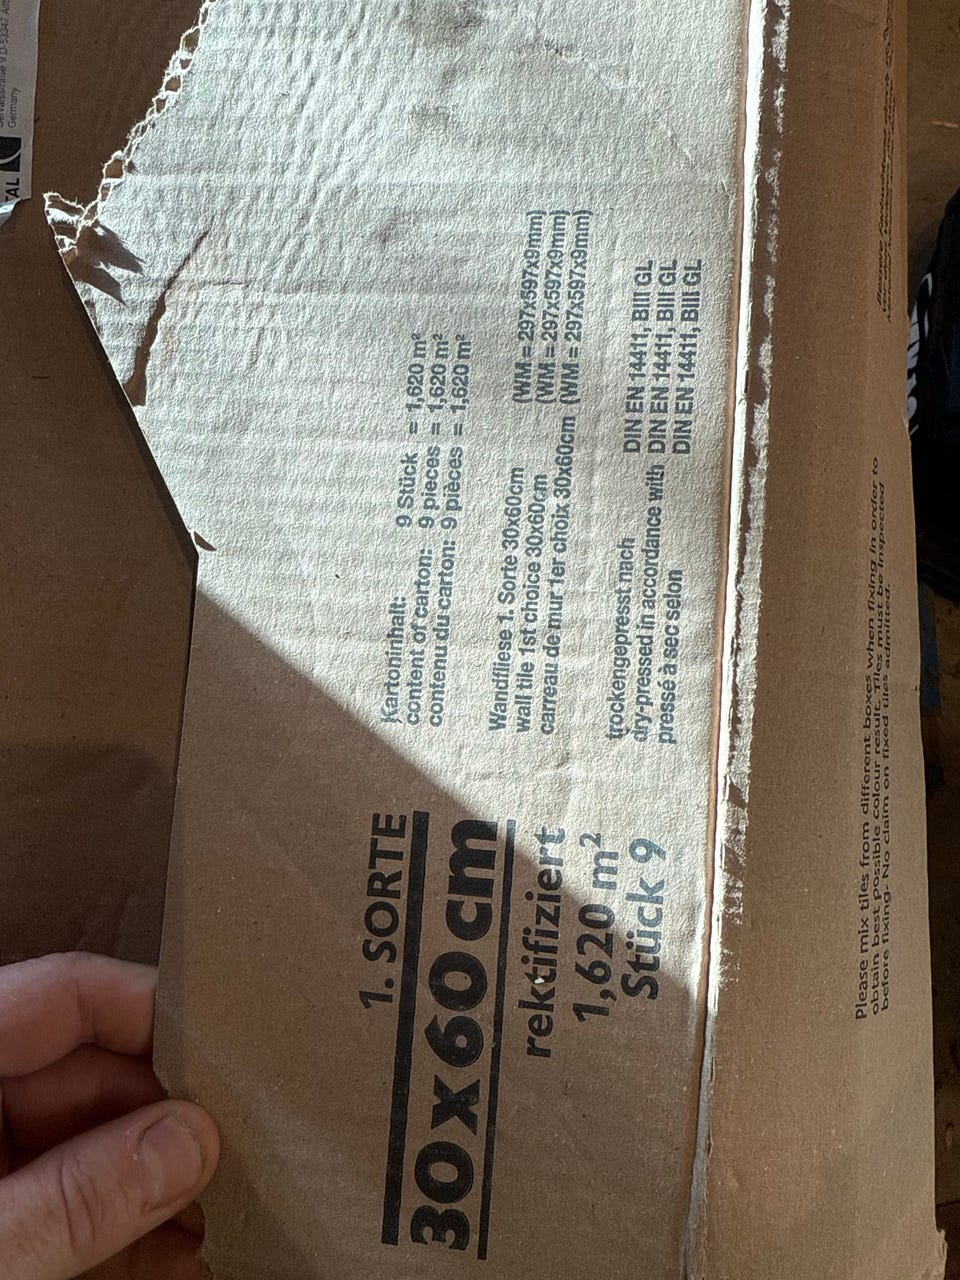 1. SORTE
30x60cm
rektifiziert
1,620 m²
Stück 9
Kartoninhalt: 9 Stück = 1,620 m²
content of carton: 9 pieces = 1,620 m²
contenu du carton: 9 pièces = 1,620 m²
Wandfliese 1. Sorte 30x60cm (WM = 297x597x9mm)
wall tile 1st choice 30x60cm (WM = 297x597x9mm)
carreau de mur 1er choix 30x60cm (WM = 297x597x9mm)
trockengepresst nach DIN EN 14411, BIII GL
dry-pressed in accordance with DIN EN 14411, BIII GL
pressé à sec selon DIN EN 14411, BIII GL
Please mix tiles from different boxes when fixing in order to
obtain best possible colour result. Tiles must be inspected
before fixing- No claim on fixed tiles admitted.
Germany